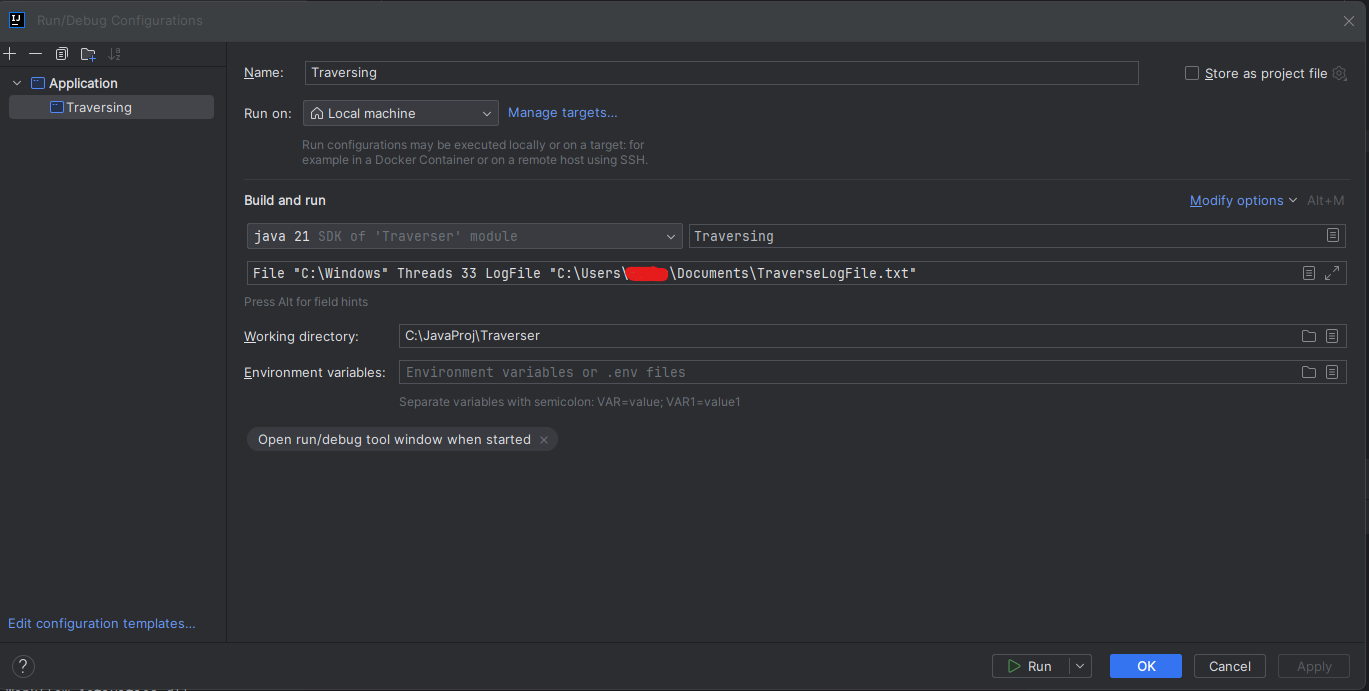 IJ Run/Debug Configurations
Application
Traversing
Name: Traversing
Store as project file
Run on: Local machine Manage targets...
Run configurations may be executed locally or on a target: for
example in a Docker Container or on a remote host using SSH.
Build and run
Modify options Alt+M
java 21 SDK of 'Traverser' module Traversing
File "C:\Windows" Threads 33 LogFile "C:\Users\ \Documents\TraverseLogFile.txt"
Press Alt for field hints
Working directory: C:\JavaProj\Traverser
Environment variables: Environment variables or .env files
Separate variables with semicolon: VAR=value; VAR1=value1
Open run/debug tool window when started ×
Edit configuration templates...
? Run OK Cancel Apply